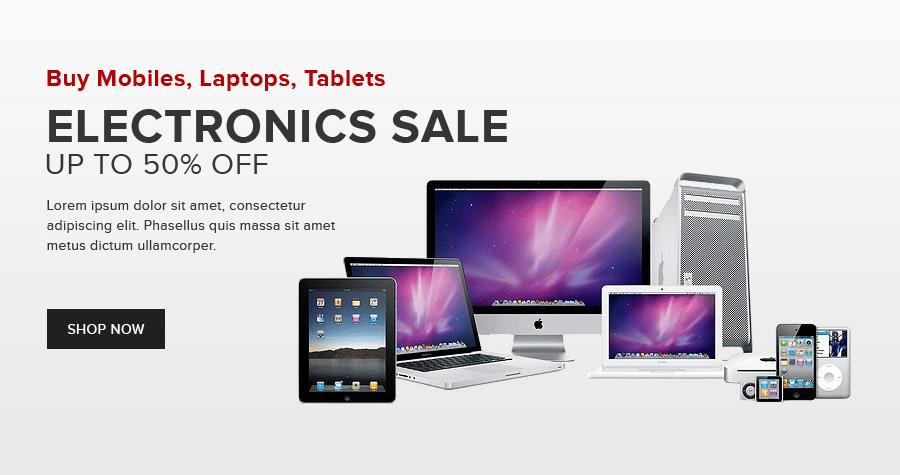 Buy Mobiles, Laptops, Tablets
ELECTRONICS SALE
UP TO 50% OFF
Lorem ipsum dolor sit amet, consectetur
adipiscing elit. Phasellus quis massa sit amet
metus dictum ullamcorper.
SHOP NOW